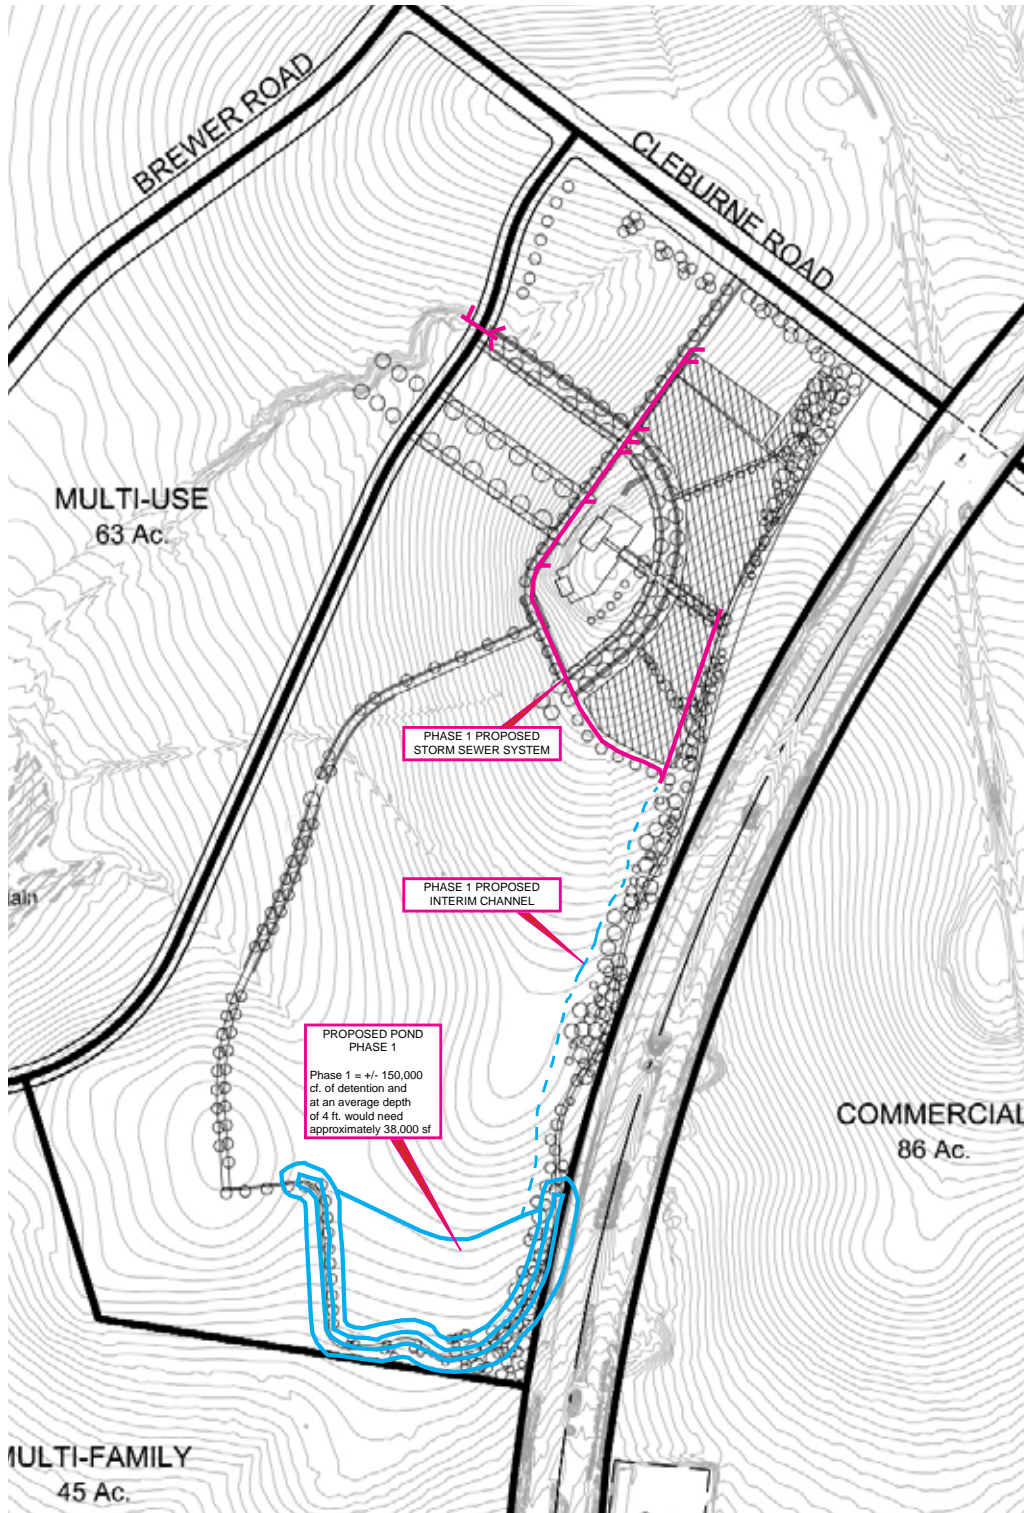 BREWER ROAD
CLEBURNE ROAD
MULTI-USE
63 Ac.
PHASE 1 PROPOSED
STORM SEWER SYSTEM
PHASE 1 PROPOSED
INTERIM CHANNEL
PROPOSED POND
PHASE 1
Phase 1 = +/- 150,000
cf. of detention and
at an average depth
of 4 ft. would need
approximately 38,000 sf
COMMERCIAL
86 Ac.
MULTI-FAMILY
45 Ac.